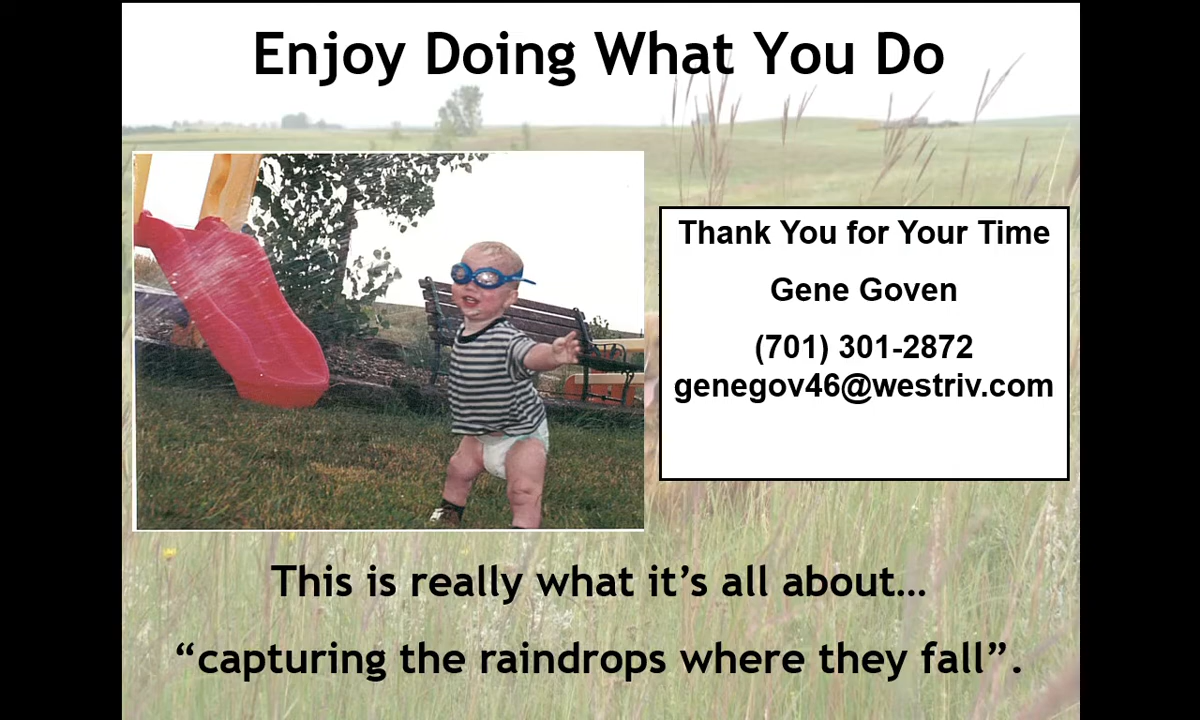 Enjoy Doing What You Do
Thank You for Your Time
Gene Goven
(701) 301-2872
genegov46@westriv.com
This is really what it’s all about…
“capturing the raindrops where they fall”.